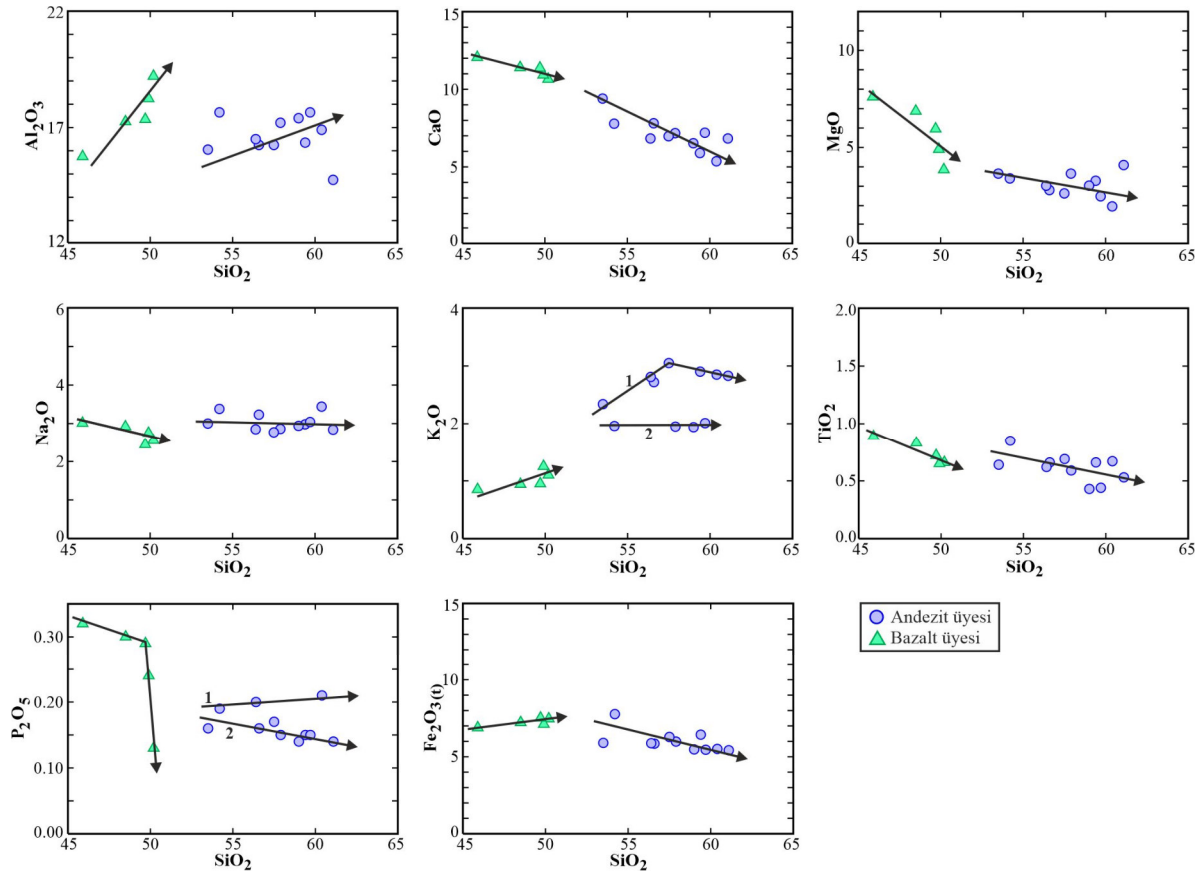 22
17
12
Al₂O₃
45 50 55 60 65
SiO₂
15
10
5
0
CaO
45 50 55 60 65
SiO₂
10
5
0
MgO
45 50 55 60 65
SiO₂
6
4
2
0
Na₂O
45 50 55 60 65
SiO₂
4
2
0
K₂O
1
2
45 50 55 60 65
SiO₂
2.0
1.5
1.0
0.5
0.0
TiO₂
45 50 55 60 65
SiO₂
0.30
0.20
0.10
0.00
P₂O₅
1
2
45 50 55 60 65
SiO₂
15
10
5
0
Fe₂O₃(t)
45 50 55 60 65
SiO₂
Andezit üyesi
Bazalt üyesi